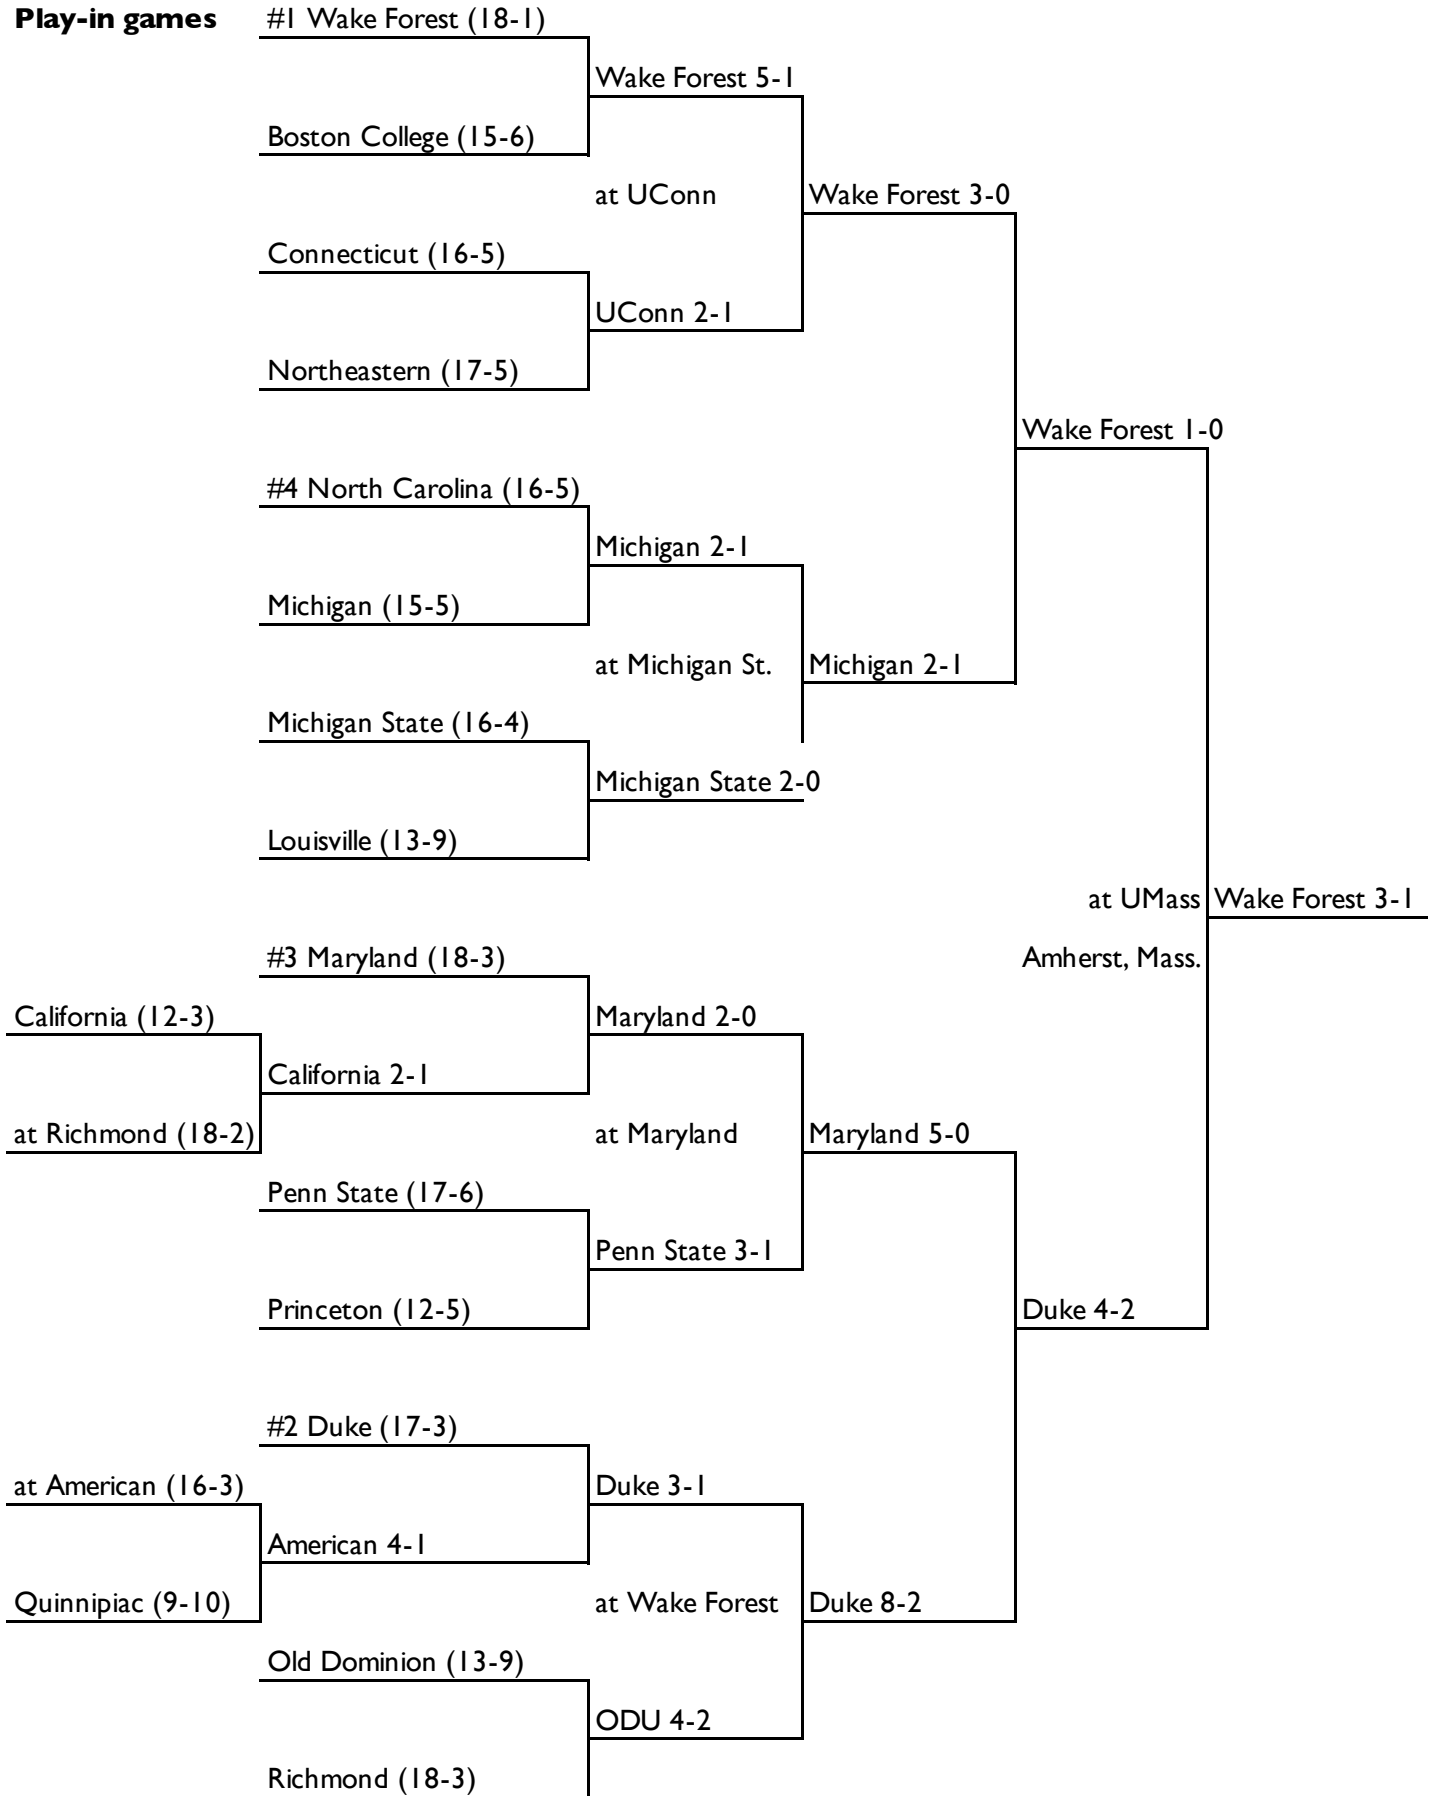 Play-in games
#1 Wake Forest (18-1)
Wake Forest 5-1
Boston College (15-6)
at UConn
Wake Forest 3-0
Connecticut (16-5)
UConn 2-1
Northeastern (17-5)
Wake Forest 1-0
#4 North Carolina (16-5)
Michigan 2-1
Michigan (15-5)
at Michigan St.
Michigan 2-1
Michigan State (16-4)
Michigan State 2-0
Louisville (13-9)
at UMass
Wake Forest 3-1
#3 Maryland (18-3)
Amherst, Mass.
California (12-3)
Maryland 2-0
California 2-1
at Richmond (18-2)
at Maryland
Maryland 5-0
Penn State (17-6)
Penn State 3-1
Princeton (12-5)
Duke 4-2
#2 Duke (17-3)
at American (16-3)
Duke 3-1
American 4-1
Quinnipiac (9-10)
at Wake Forest
Duke 8-2
Old Dominion (13-9)
ODU 4-2
Richmond (18-3)